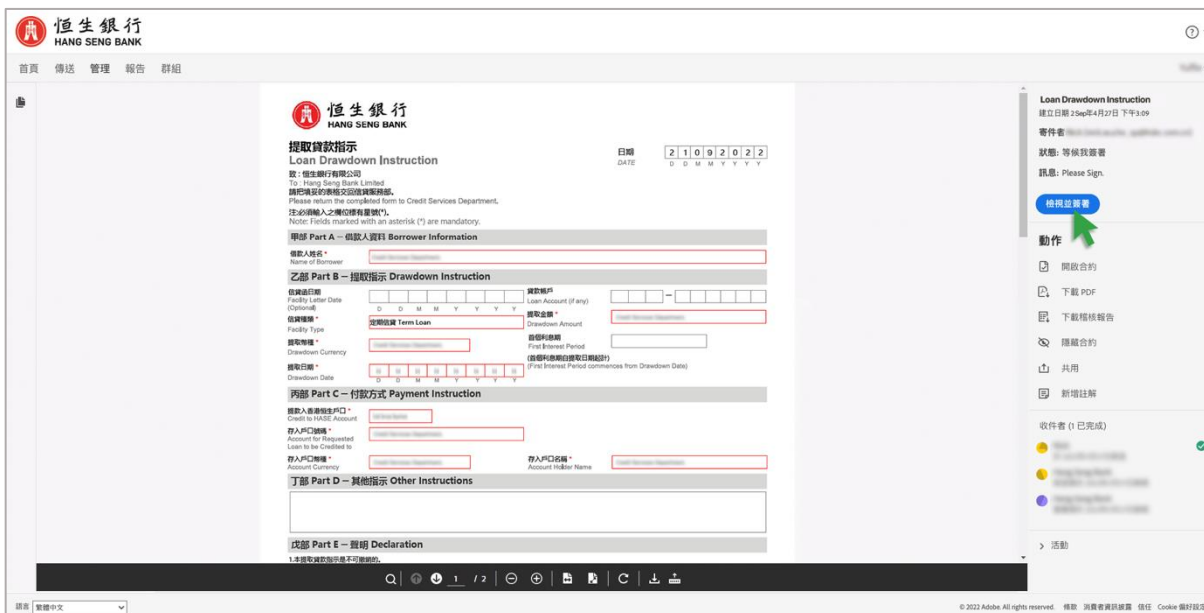 恒生銀行
HANG SENG BANK
首頁 傳送 管理 報告 群組
恒生銀行
HANG SENG BANK
提取貸款指示
Loan Drawdown Instruction
日期 21092022
DATE D D M M Y Y Y Y
致:恒生銀行有限公司
To : Hang Seng Bank Limited
請把填妥的表格交回信貸服務部。
Please return the completed form to Credit Services Department.
注:必須輸入之欄位標有星號(*)。
Note: Fields marked with an asterisk (*) are mandatory.
甲部 Part A – 借款人資料 Borrower Information
借款人姓名 *
Name of Borrower
乙部 Part B – 提取指示 Drawdown Instruction
信貸函日期
Facility Letter Date
(Optional)
D D M M Y Y Y Y
貸款帳戶
Loan Account (if any)
–
信貸種類 *
Facility Type
定期信貸 Term Loan
提取金額 *
Drawdown Amount
提取幣種 *
Drawdown Currency
首個利息期
First Interest Period
(首個利息期自提取日期起計)
(First Interest Period commences from Drawdown Date)
提取日期 *
Drawdown Date
D D M M Y Y Y Y
丙部 Part C – 付款方式 Payment Instruction
提款入香港恒生戶口 *
Credit to HASE Account
存入戶口號碼 *
Account for Requested
Loan to be Credited to
存入戶口幣種 *
Account Currency
存入戶口名稱 *
Account Holder Name
丁部 Part D – 其他指示 Other Instructions
戊部 Part E – 聲明 Declaration
1.本提取貸款指示是不可撤銷的。
1 / 2
Loan Drawdown Instruction
建立日期 2Sep年4月27日 下午3:09
寄件者
狀態: 等候我簽署
訊息: Please Sign.
檢視並簽署
動作
開啟合約
下載 PDF
下載稽核報告
隱藏合約
共用
新增註解
收件者 (1 已完成)
活動
語言 繁體中文
© 2022 Adobe. All rights reserved. 條款 消費者資訊披露 信任 Cookie 偏好設